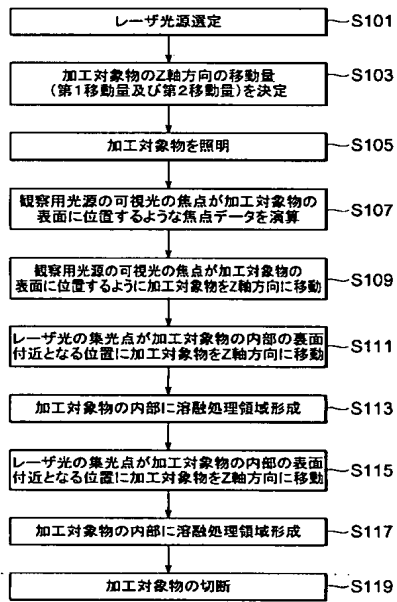 レーザ光源選定
S101
加工対象物のZ軸方向の移動量
(第1移動量及び第2移動量)を決定
S103
加工対象物を照明
S105
観察用光源の可視光の焦点が加工対象物の
表面に位置するような焦点データを演算
S107
観察用光源の可視光の焦点が加工対象物の
表面に位置するように加工対象物をZ軸方向に移動
S109
レーザ光の集光点が加工対象物の内部の裏面
付近となる位置に加工対象物をZ軸方向に移動
S111
加工対象物の内部に溶融処理領域形成
S113
レーザ光の集光点が加工対象物の内部の表面
付近となる位置に加工対象物をZ軸方向に移動
S115
加工対象物の内部に溶融処理領域形成
S117
加工対象物の切断
S119